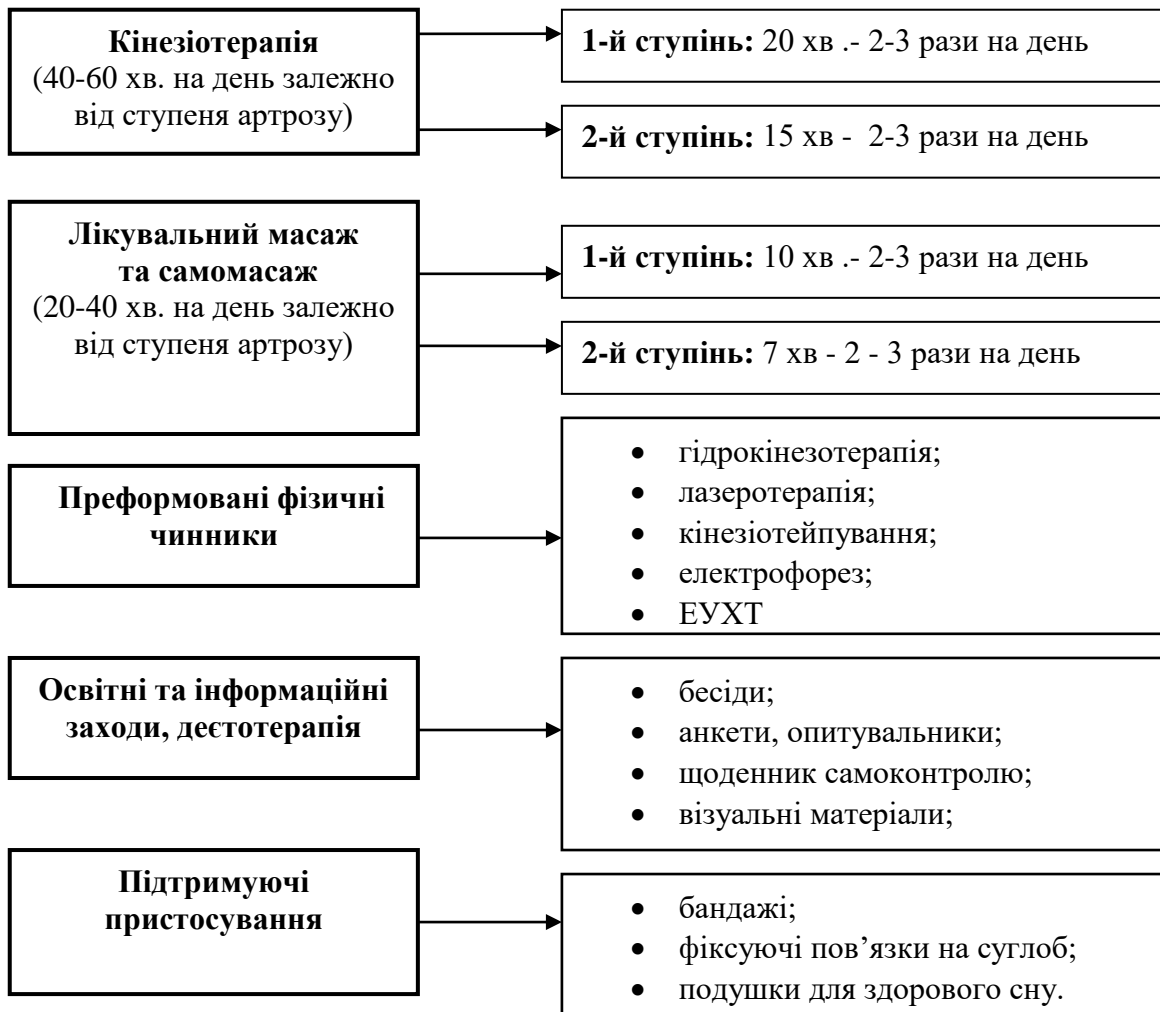 Кінезіотерапія
(40-60 хв. на день залежно
від ступеня артрозу)
1-й ступінь: 20 хв .- 2-3 рази на день
2-й ступінь: 15 хв -  2-3 рази на день
Лікувальний масаж
та самомасаж
(20-40 хв. на день залежно
від ступеня артрозу)
1-й ступінь: 10 хв .- 2-3 рази на день
2-й ступінь: 7 хв - 2 - 3 рази на день
Преформовані фізичні
чинники
• гідрокінезотерапія;
• лазеротерапія;
• кінезіотейпування;
• електрофорез;
• ЕУХТ
Освітні та інформаційні
заходи, деєтотерапія
• бесіди;
• анкети, опитувальники;
• щоденник самоконтролю;
• візуальні матеріали;
Підтримуючі
пристосування
• бандажі;
• фіксуючі пов’язки на суглоб;
• подушки для здорового сну.